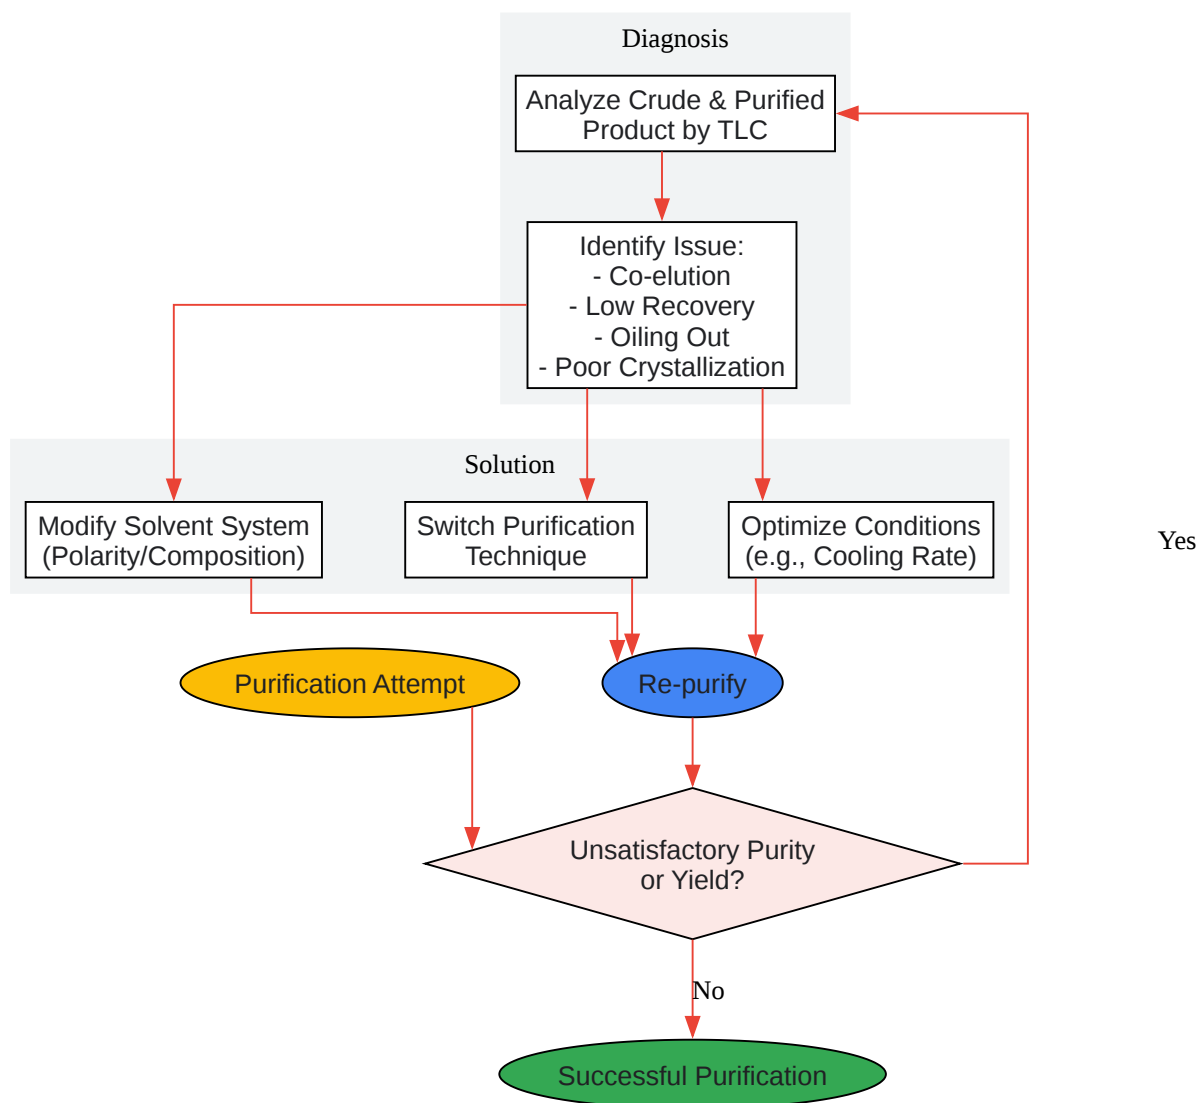 Diagnosis
Analyze Crude & Purified
Product by TLC
Identify Issue:
- Co-elution
- Low Recovery
- Oiling Out
- Poor Crystallization
Solution
Modify Solvent System
(Polarity/Composition)
Switch Purification
Technique
Optimize Conditions
(e.g., Cooling Rate)
Yes
Purification Attempt
Re-purify
Unsatisfactory Purity
or Yield?
No
Successful Purification